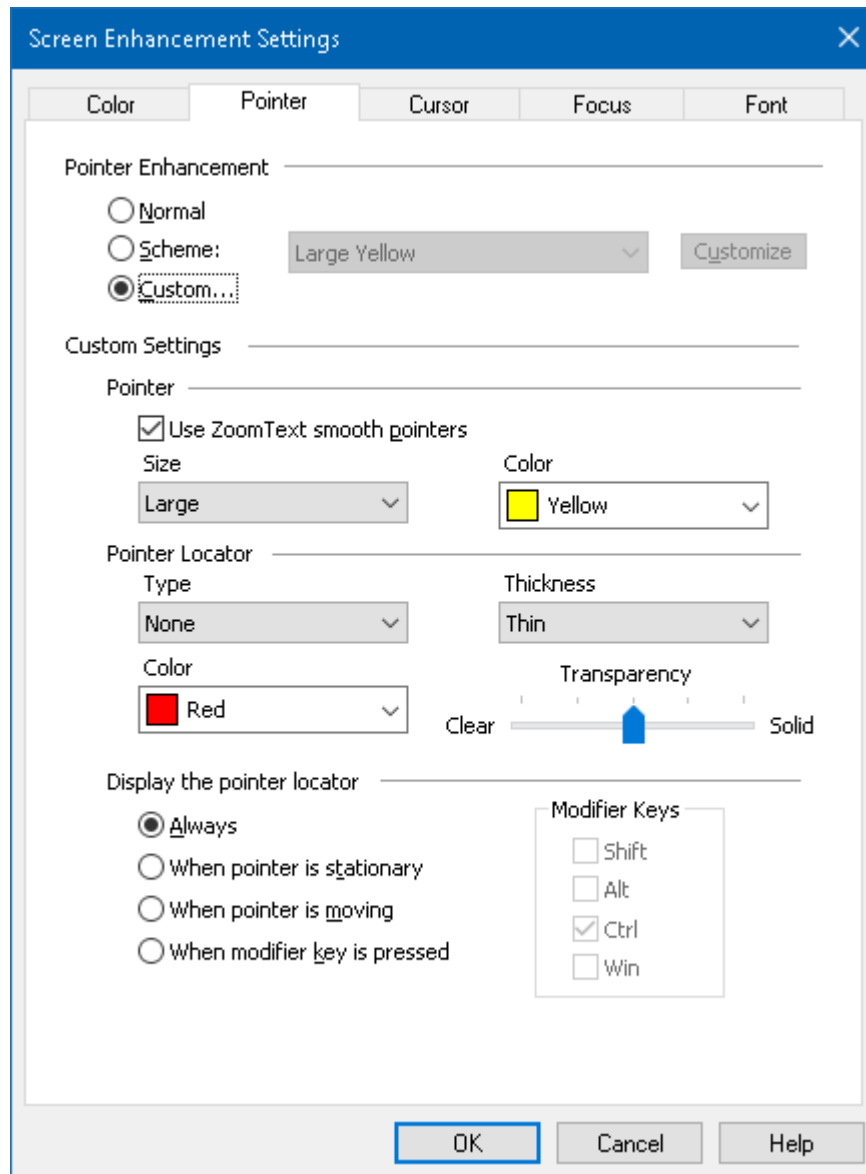 Screen Enhancement Settings
Color Pointer Cursor Focus Font
Pointer Enhancement
Normal
Scheme: Large Yellow Customize
Custom...
Custom Settings
Pointer
Use ZoomText smooth pointers
Size Color
Large Yellow
Pointer Locator
Type Thickness
None Thin
Color Transparency
Red Clear Solid
Display the pointer locator
Modifier Keys
Always
Shift
When pointer is stationary
Alt
When pointer is moving
Ctrl
When modifier key is pressed
Win
OK Cancel Help